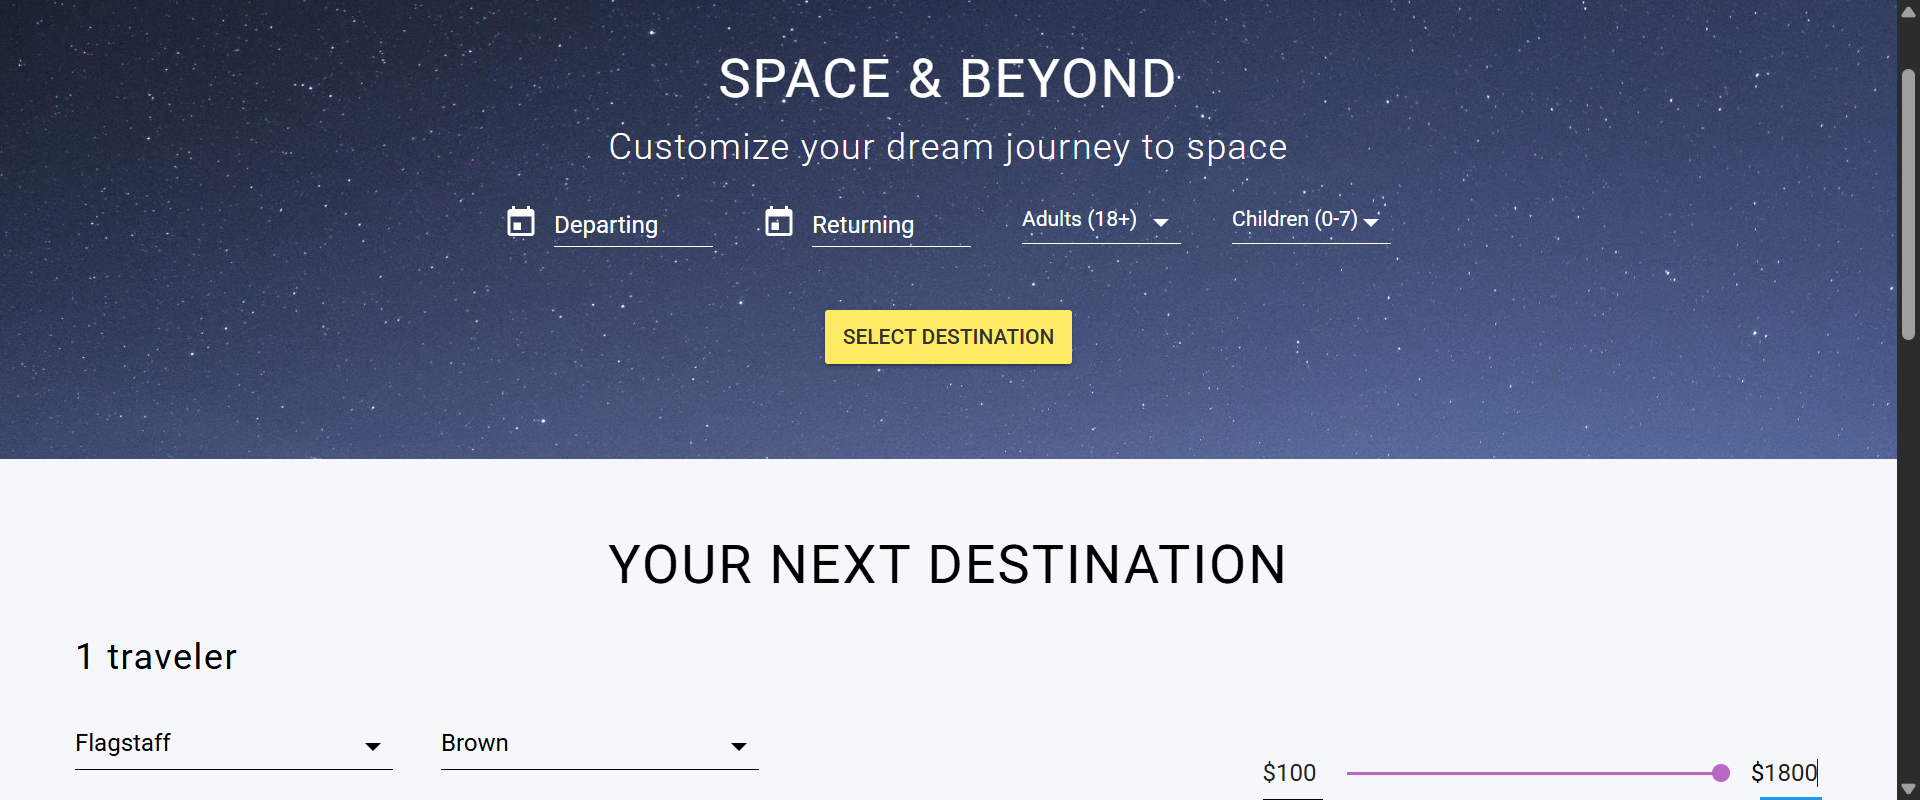 SPACE & BEYOND
Customize your dream journey to space
Departing
Returning
Adults (18+)
Children (0-7)
SELECT DESTINATION
YOUR NEXT DESTINATION
1 traveler
Flagstaff
Brown
$100
$1800